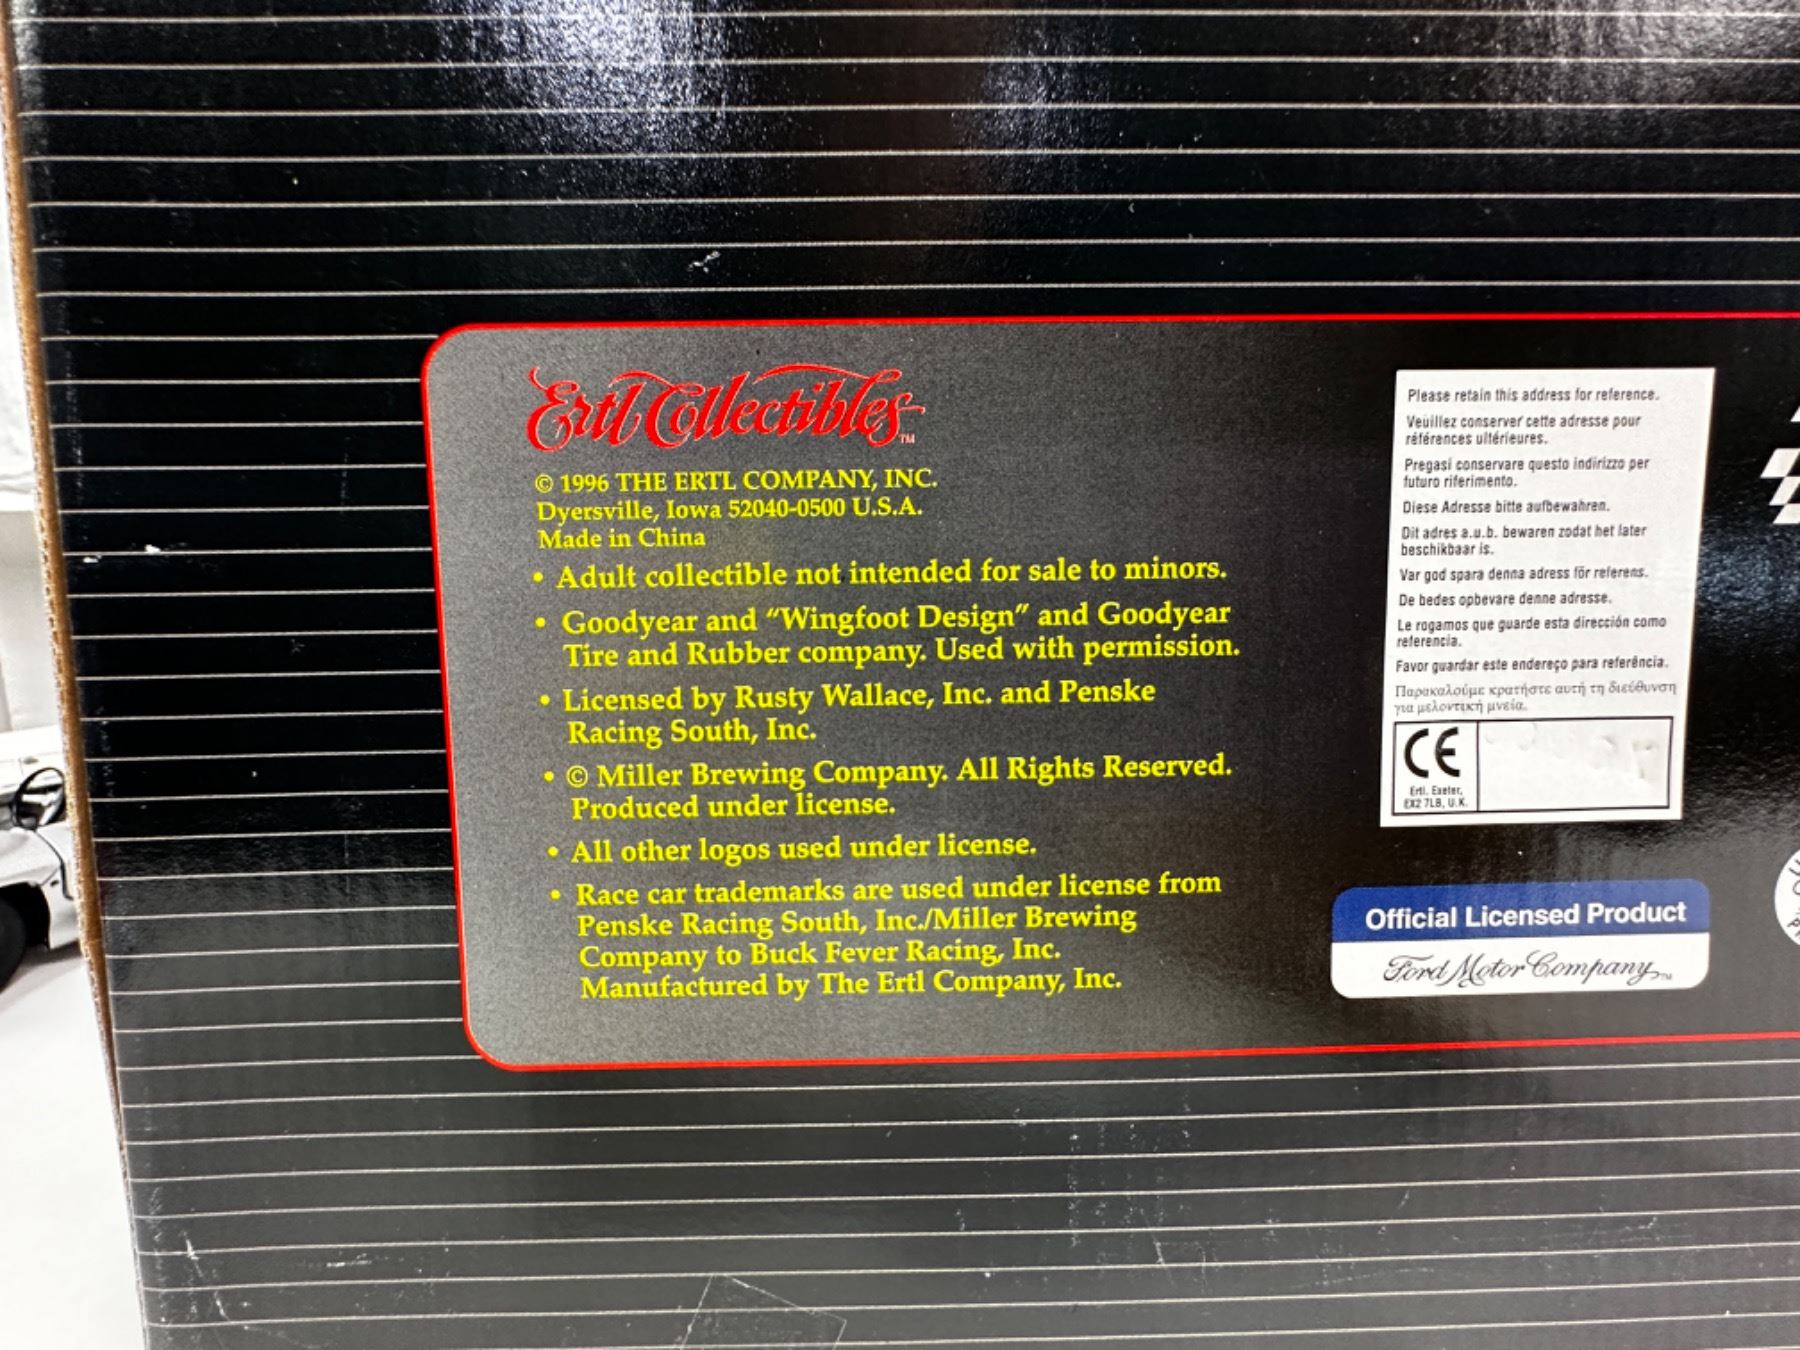 Ertl Collectibles™
© 1996 THE ERTL COMPANY, INC.
Dyersville, Iowa 52040-0500 U.S.A.
Made in China
• Adult collectible not intended for sale to minors.
• Goodyear and “Wingfoot Design” and Goodyear
Tire and Rubber company. Used with permission.
• Licensed by Rusty Wallace, Inc. and Penske
Racing South, Inc.
• © Miller Brewing Company. All Rights Reserved.
Produced under license.
• All other logos used under license.
• Race car trademarks are used under license from
Penske Racing South, Inc./Miller Brewing
Company to Buck Fever Racing, Inc.
Manufactured by The Ertl Company, Inc.
Please retain this address for reference.
Veuillez conserver cette adresse pour
références ultérieures.
Pregasi conservare questo indirizzo per
futuro riferimento.
Diese Adresse bitte aufbewahren.
Dit adres a.u.b. bewaren zodat het later
beschikbaar is.
Var god spara denna adress för referens.
De bedes opbevare denne adresse.
Le rogamos que guarde esta dirección como
referencia.
Favor guardar este endereço para referência.
Παρακαλούμε κρατήστε αυτή τη διεύθυνση
για μελοντική μνεία.
CE
Ertl. Exeter,
EX2 7LB, U.K.
Official Licensed Product
Ford Motor Company™